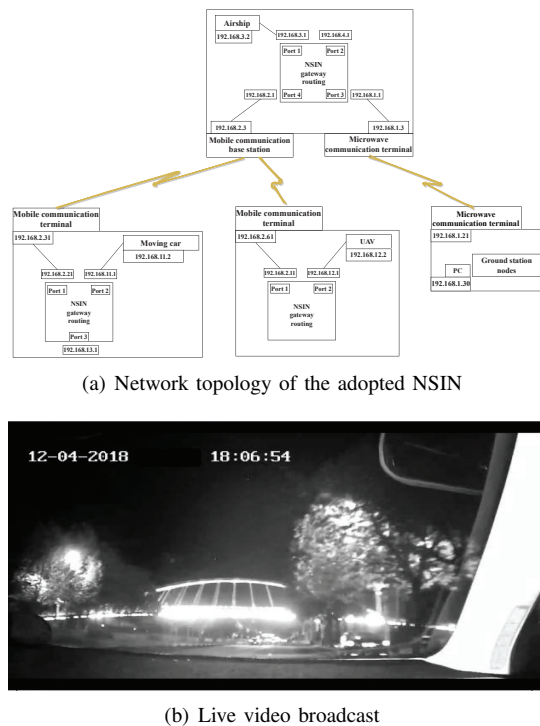 Airship
192.168.3.2
192.168.3.1
192.168.4.1
Port 1
Port 2
NSIN
gateway
routing
Port 4
Port 3
192.168.2.1
192.168.1.1
192.168.2.3
192.168.1.3
Mobile communication
base station
Microwave
communication terminal
Mobile communication
terminal
192.168.2.31
Moving car
192.168.11.2
192.168.2.21
192.168.11.1
Port 1
Port 2
NSIN
gateway
routing
Port 3
192.168.13.1
Mobile communication
terminal
192.168.2.61
UAV
192.168.12.2
192.168.2.11
192.168.12.1
Port 1
Port 2
NSIN
gateway
routing
Microwave
communication terminal
192.168.1.21
Ground station
nodes
PC
192.168.1.30
(a) Network topology of the adopted NSIN
12-04-2018 18:06:54
(b) Live video broadcast